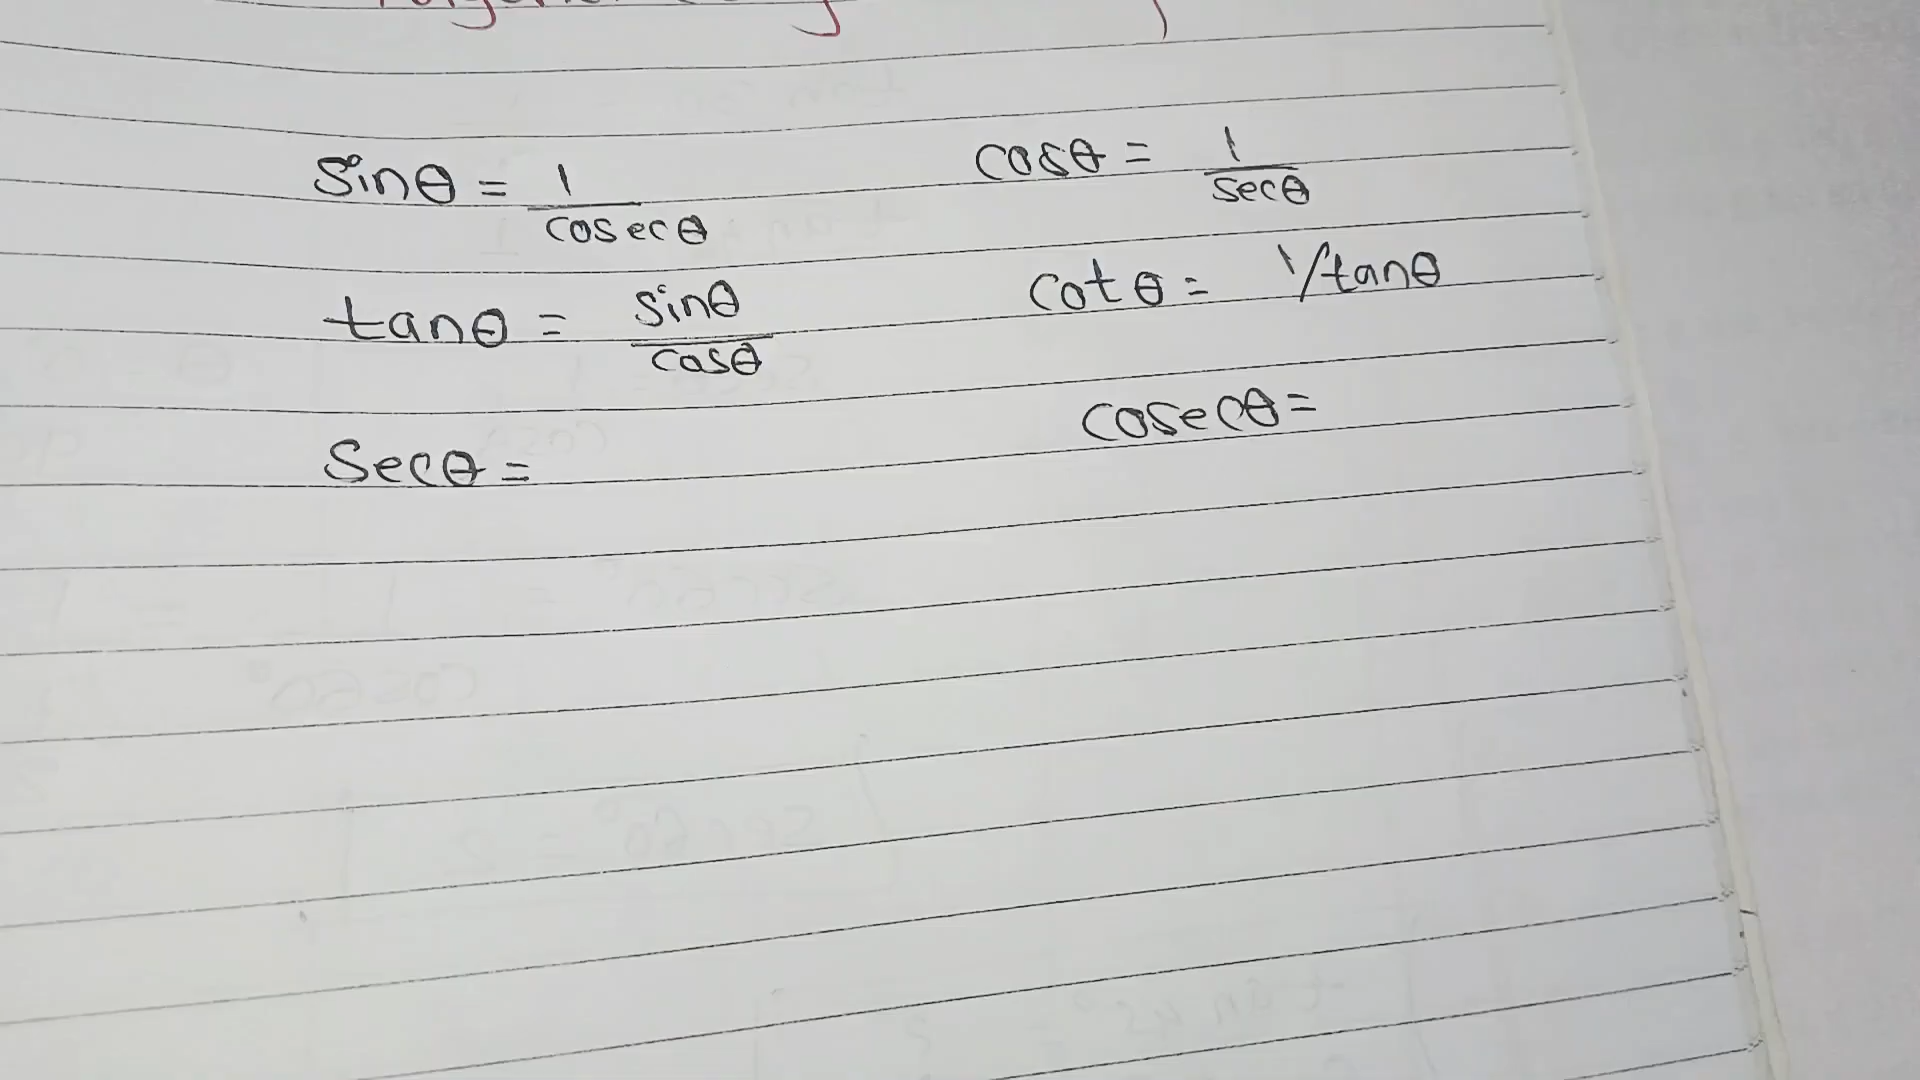 sinθ = 1/cosecθ    cosθ = 1/secθ
tanθ = sinθ/cosθ    cotθ = 1/tanθ
secθ =    cosecθ =